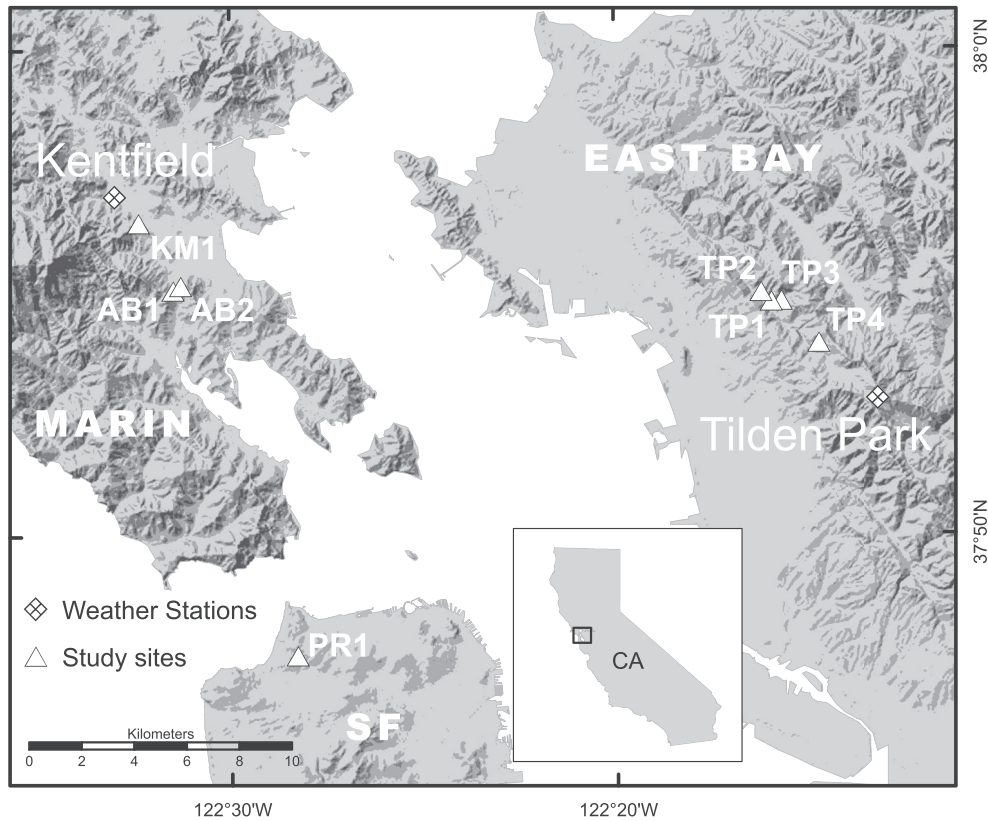 38°0'N
EAST BAY
Kentfield
KM1
TP2
TP3
AB1
AB2
TP1
TP4
MARIN
Tilden Park
37°50'N
Weather Stations
Study sites
PR1
CA
SF
Kilometers
0 2 4 6 8 10
122°30'W
122°20'W